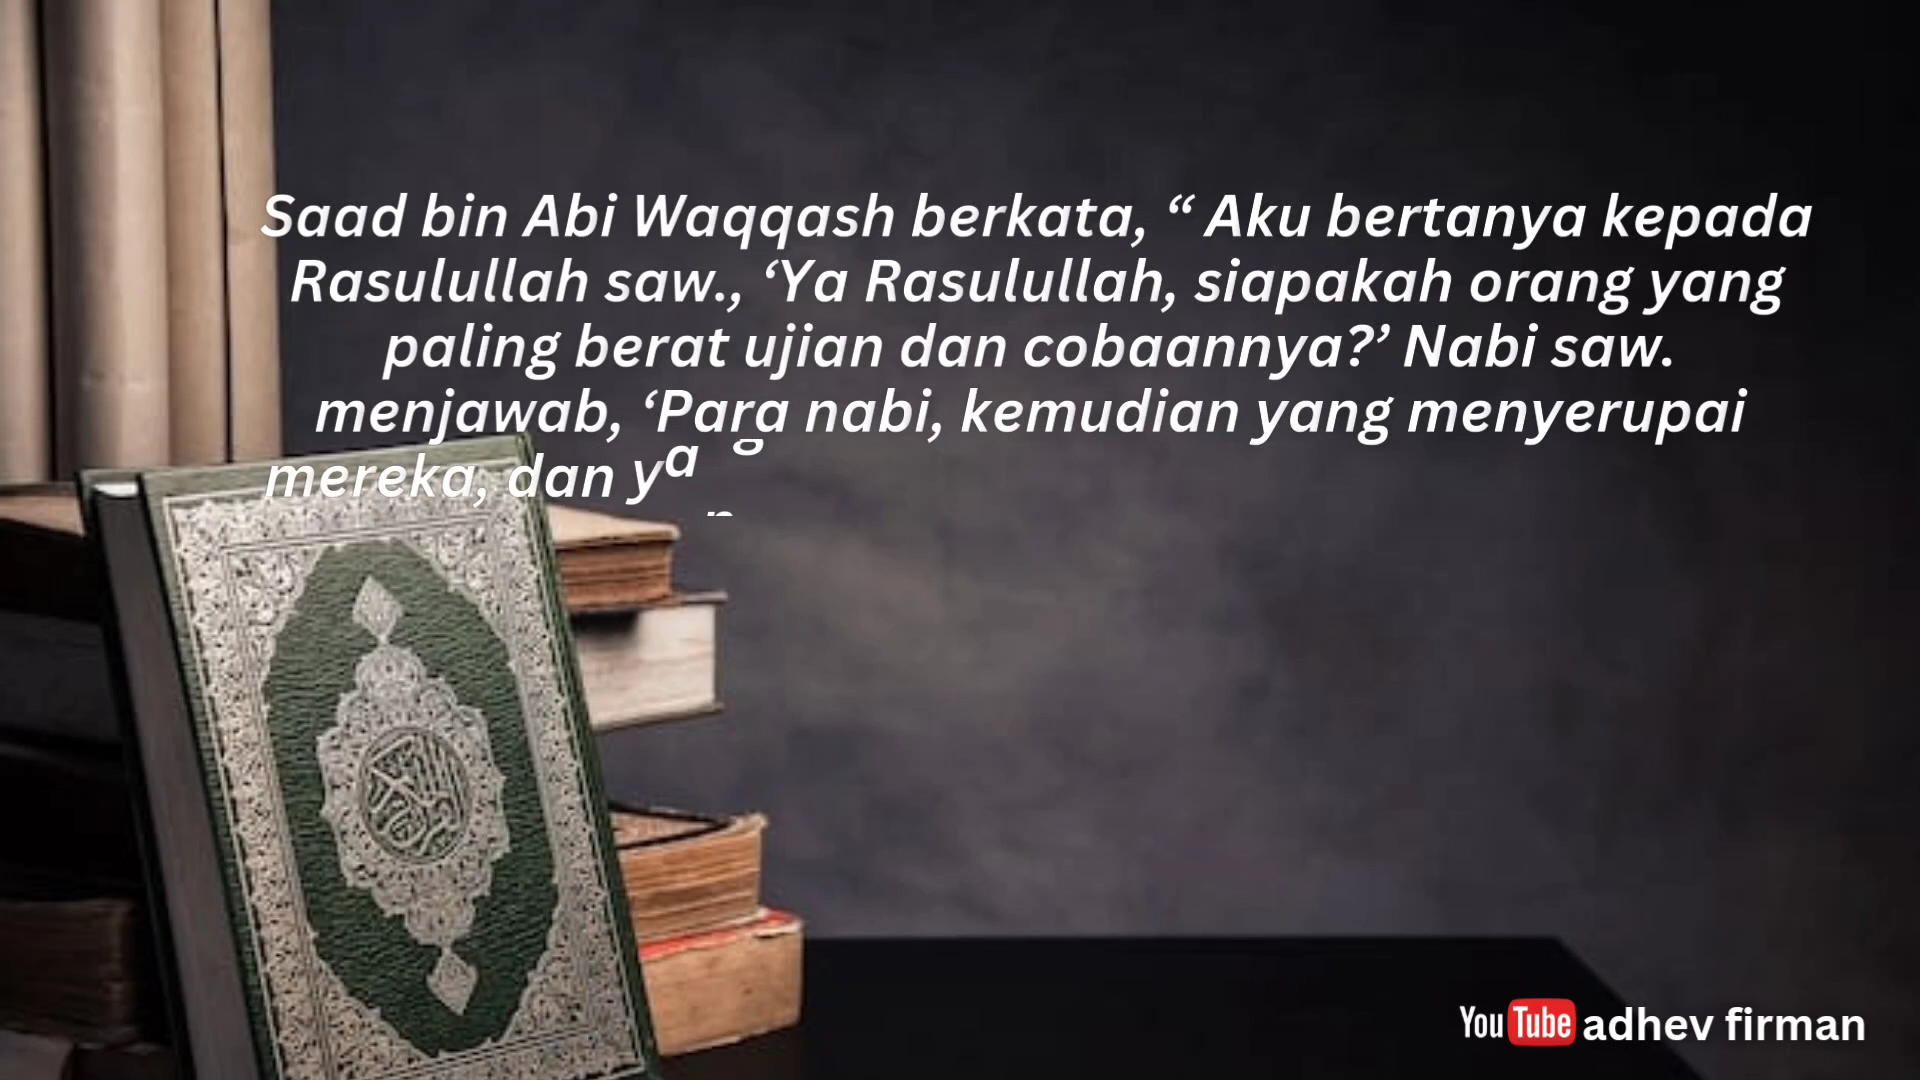 Saad bin Abi Waqqash berkata, “ Aku bertanya kepada
Rasulullah saw., ‘Ya Rasulullah, siapakah orang yang
paling berat ujian dan cobaannya?’ Nabi saw.
menjawab, ‘Para nabi, kemudian yang menyerupai
mereka, dan yang
YouTube adhev firman